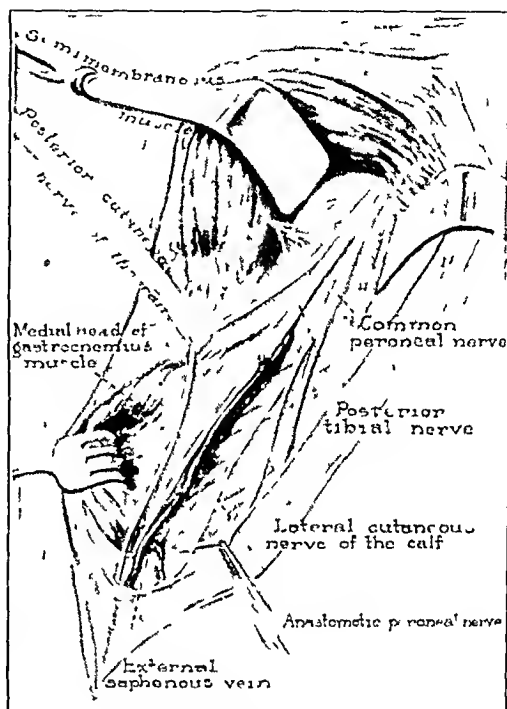 Semimembranosus
muscle
Posterior cutaneous
nerve of the
Medial head of
gastrocnemius
muscle
Common
peroneal nerve
Posterior
tibial nerve
Lateral cutaneous
nerve of the calf
Anastomotic peroneal nerve
External
saphenous vein